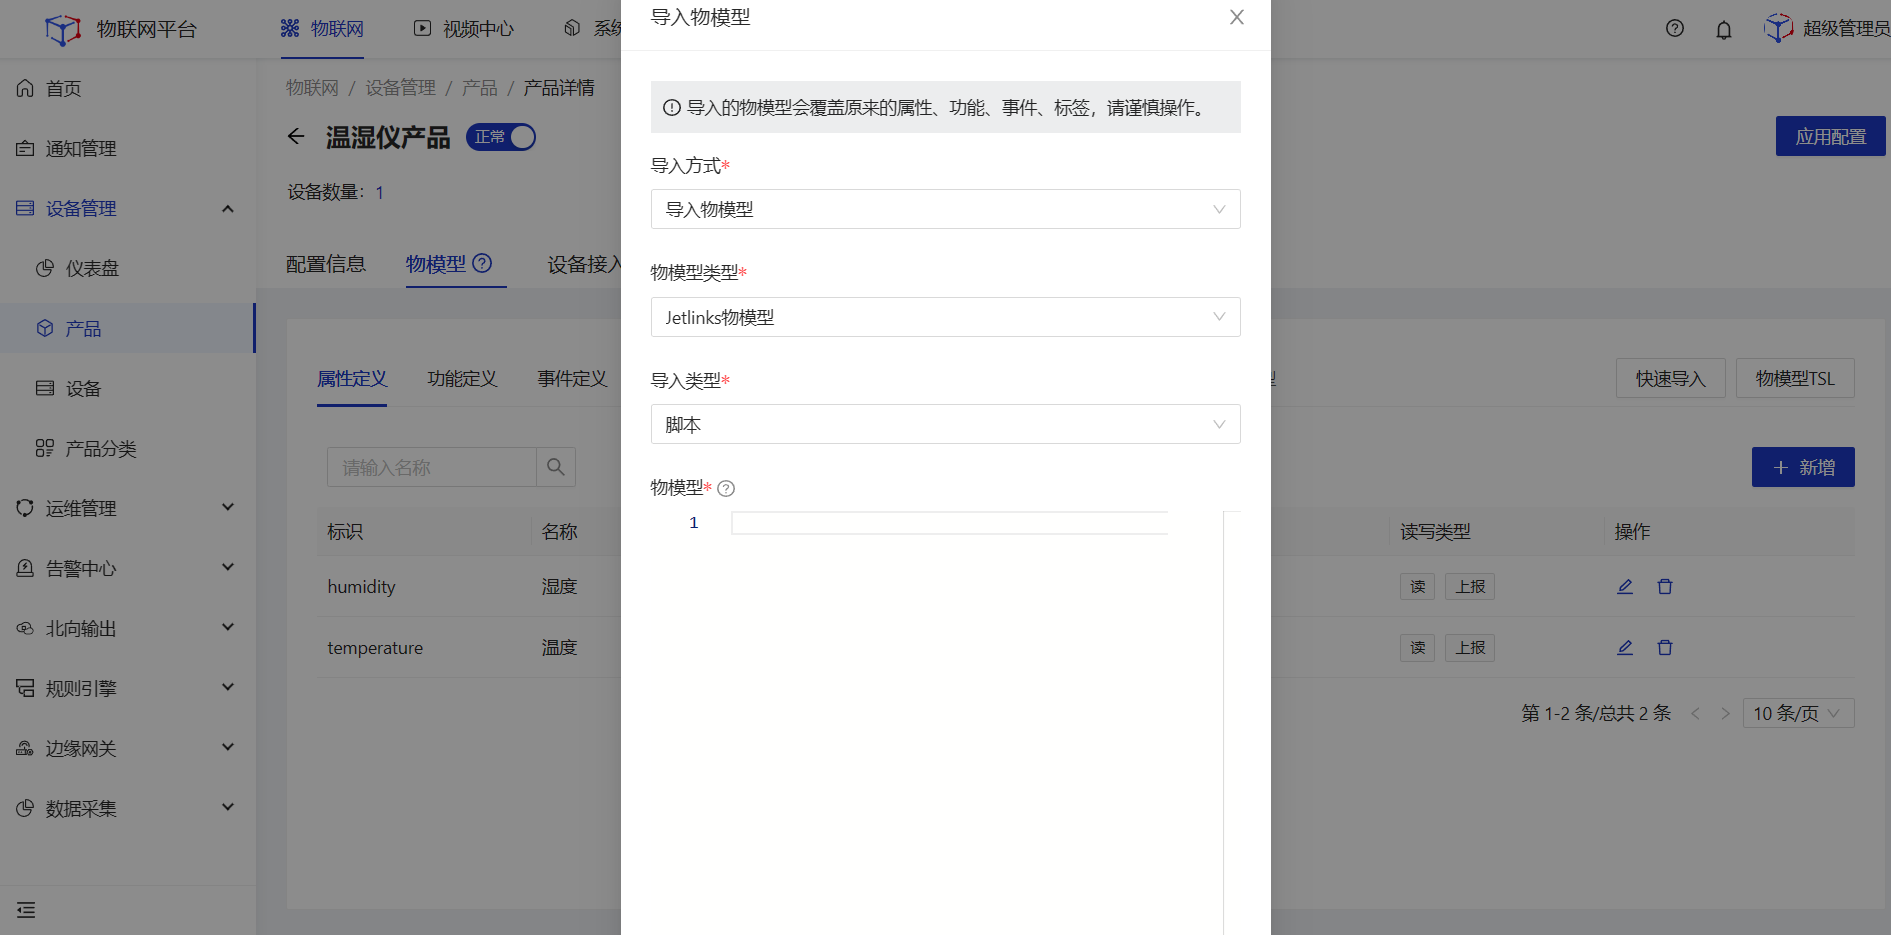 物联网平台
物联网
视频中心
系统
超级管理员
首页
通知管理
设备管理
仪表盘
产品
设备
产品分类
运维管理
告警中心
北向输出
规则引擎
边缘网关
数据采集
物联网 / 设备管理 / 产品 / 产品详情
温湿仪产品 正常
应用配置
设备数量：1
配置信息 物模型 设备接入
属性定义 功能定义 事件定义
快速导入 物模型TSL
请输入名称
新增
标识 名称 读写类型 操作
humidity 湿度 读 上报
temperature 温度 读 上报
第 1-2 条/总共 2 条 10 条/页
导入物模型
导入的物模型会覆盖原来的属性、功能、事件、标签，请谨慎操作。
导入方式*
导入物模型
物模型类型*
Jetlinks物模型
导入类型*
脚本
物模型*
1